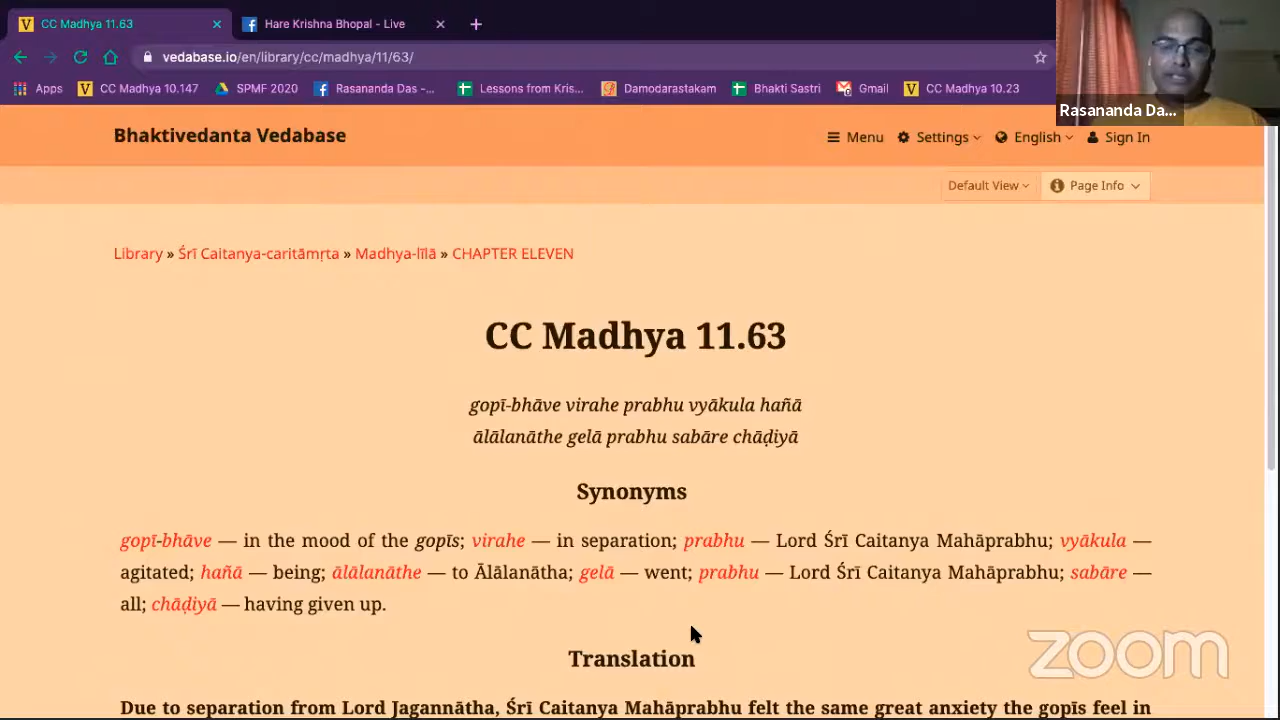 CC Madhya 11.63
Hare Krishna Bhopal - Live
vedabase.io/en/library/cc/madhya/11/63/
Apps CC Madhya 10.147 SPMF 2020 Rasananda Das -... Lessons from Kris... Damodarastakam Bhakti Sastri Gmail CC Madhya 10.23
Rasananda Da...
Bhaktivedanta Vedabase
Menu Settings English Sign In
Default View Page Info
Library » Śrī Caitanya-caritāmṛta » Madhya-līlā » CHAPTER ELEVEN
CC Madhya 11.63
gopī-bhāve virahe prabhu vyākula hañā
ālālanāthe gelā prabhu sabāre chāḍiyā
Synonyms
gopī-bhāve — in the mood of the gopīs; virahe — in separation; prabhu — Lord Śrī Caitanya Mahāprabhu; vyākula —
agitated; hañā — being; ālālanāthe — to Ālālanātha; gelā — went; prabhu — Lord Śrī Caitanya Mahāprabhu; sabāre —
all; chāḍiyā — having given up.
zoom
Translation
Due to separation from Lord Jagannātha, Śrī Caitanya Mahāprabhu felt the same great anxiety the gopīs feel in